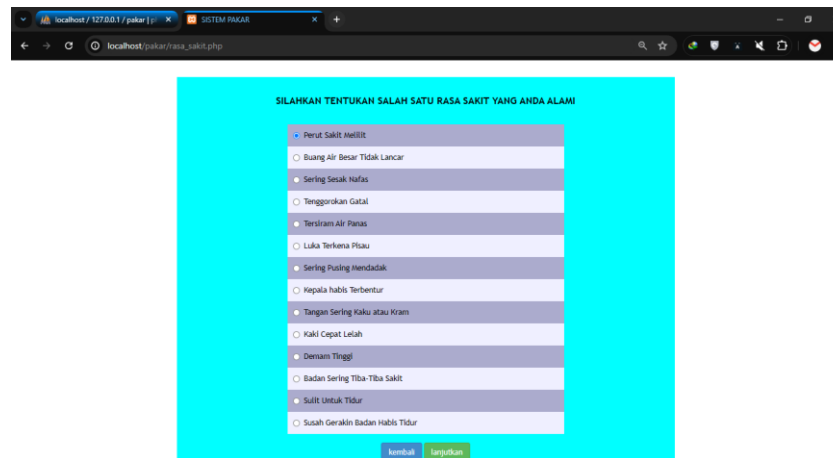 localhost / 127.0.0.1 / pakar | p
SISTEM PAKAR
localhost/pakar/rasa_sakit.php
SILAHKAN TENTUKAN SALAH SATU RASA SAKIT YANG ANDA ALAMI
Perut Sakit Melilit
Buang Air Besar Tidak Lancar
Sering Sesak Nafas
Tenggorokan Gatal
Tersiram Air Panas
Luka Terkena Pisau
Sering Pusing Mendadak
Kepala habis Terbentur
Tangan Sering Kaku atau Kram
Kaki Cepat Lelah
Demam Tinggi
Badan Sering Tiba-Tiba Sakit
Sulit Untuk Tidur
Susah Gerakin Badan Habis Tidur
kembali lanjutkan